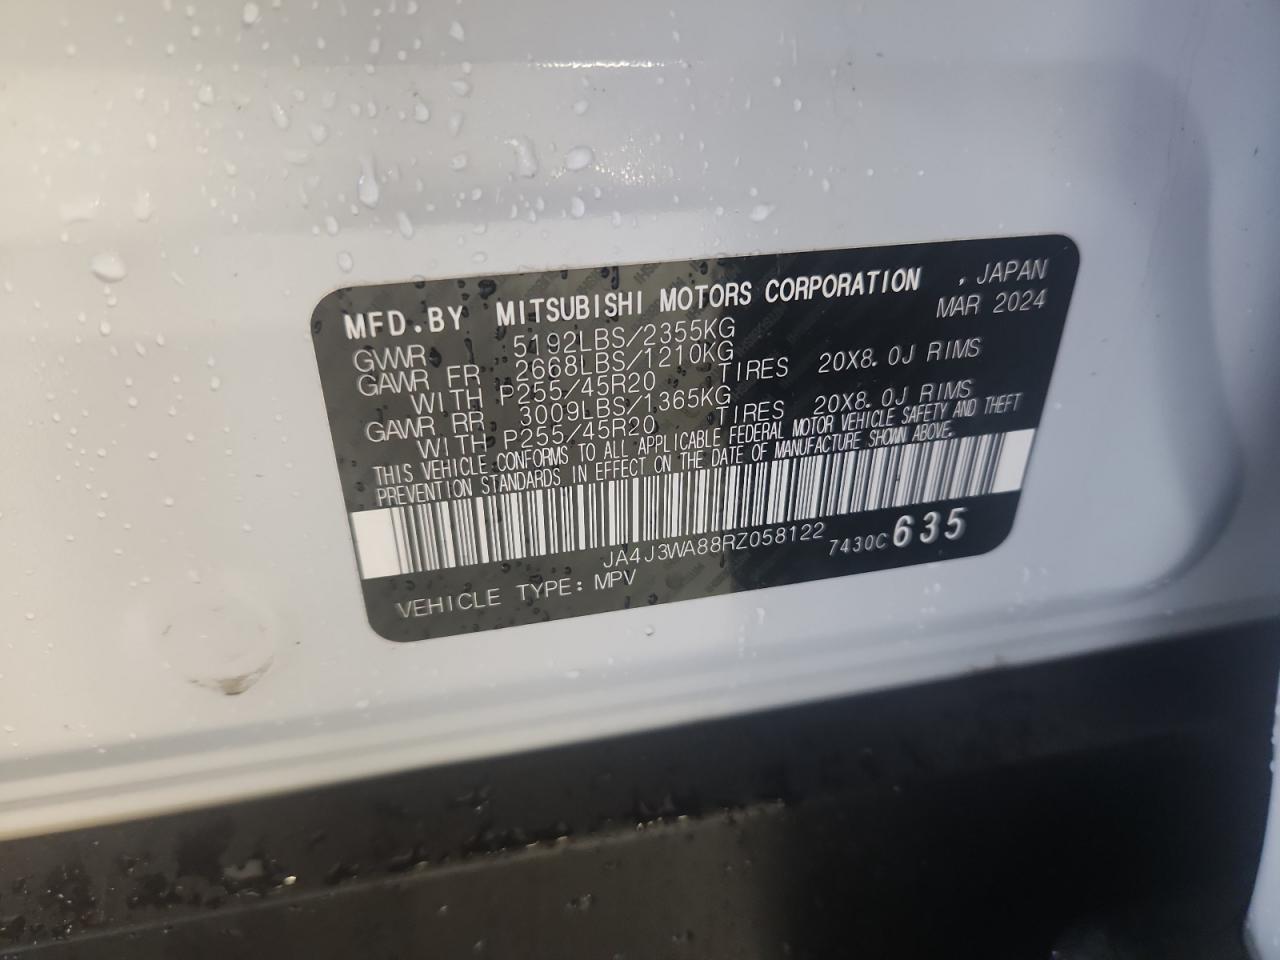 MFD.BY MITSUBISHI MOTORS CORPORATION , JAPAN
MAR 2024
GVWR 5192LBS/2355KG
GAWR FR 2668LBS/1210KG
WITH P255/45R20 TIRES 20X8.0J RIMS
GAWR RR 3009LBS/1365KG
WITH P255/45R20 TIRES 20X8.0J RIMS
THIS VEHICLE CONFORMS TO ALL APPLICABLE FEDERAL MOTOR VEHICLE SAFETY AND THEFT
PREVENTION STANDARDS IN EFFECT ON THE DATE OF MANUFACTURE SHOWN ABOVE.
JA4J3WA88RZ058122 7430C 635
VEHICLE TYPE: MPV